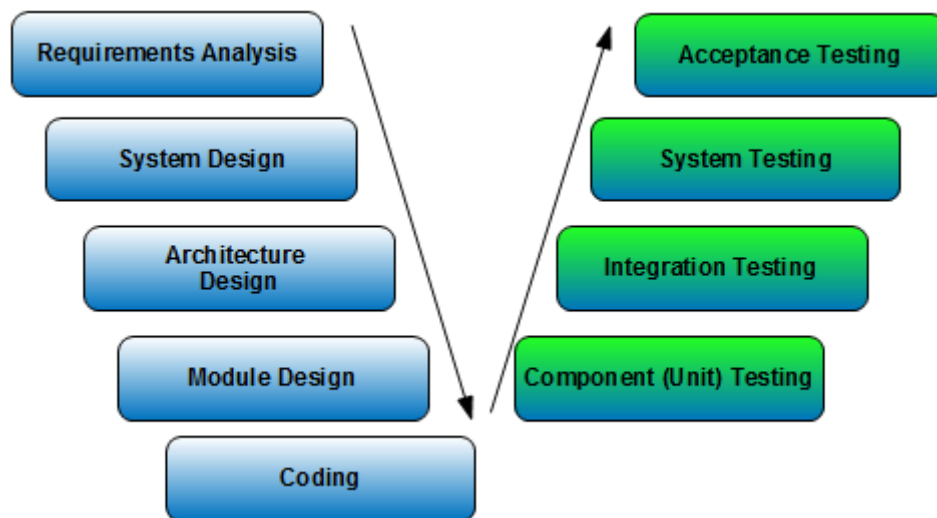 Requirements Analysis
System Design
Architecture
Design
Module Design
Coding
Acceptance Testing
System Testing
Integration Testing
Component (Unit) Testing